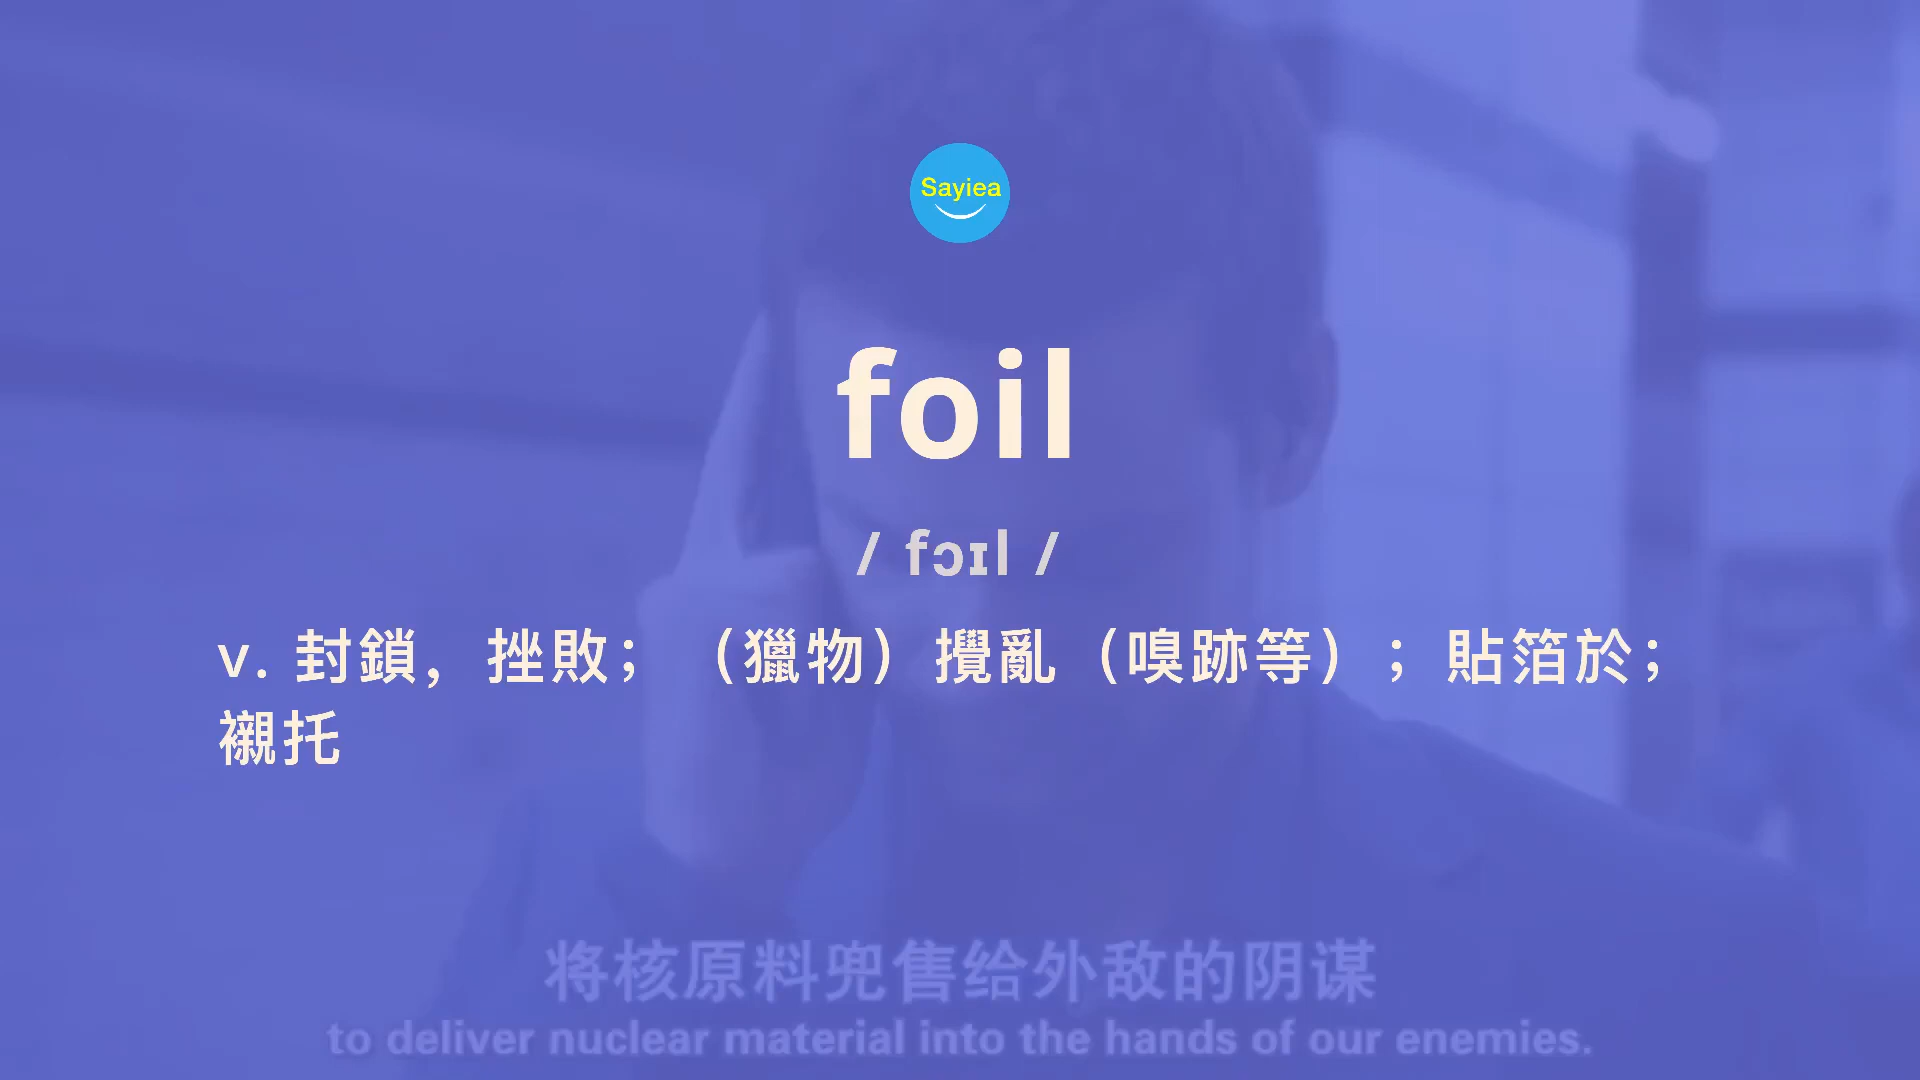 Sayiea
foil
/ fɔɪl /
v. 封鎖，挫敗；（獵物）攪亂（嗅跡等）；貼箔於；
襯托
将核原料兜售给外敌的阴谋
to deliver nuclear material into the hands of our enemies.